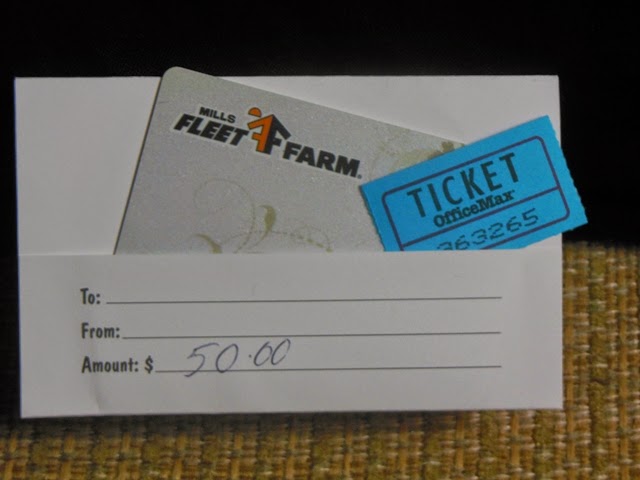 MILLS
FLEET FARM
TICKET
OfficeMax
363265
To:
From:
Amount: $ 50.00